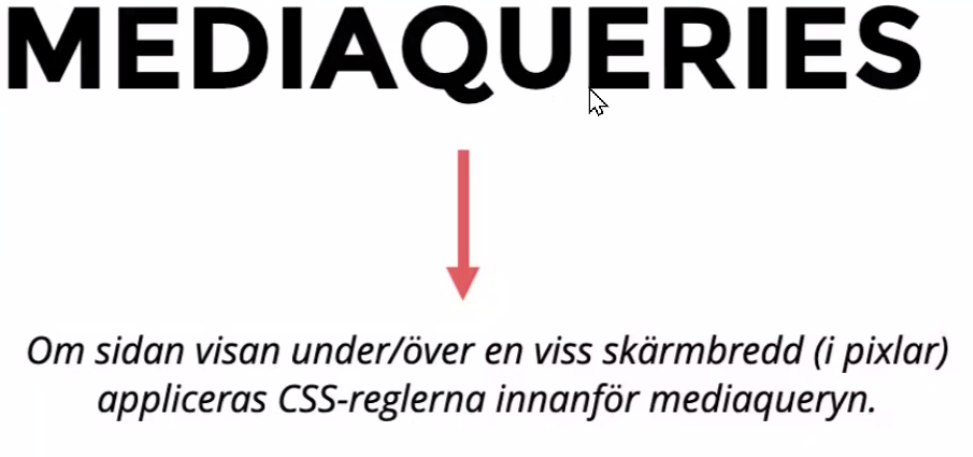 MEDIAQUERIES
Om sidan visan under/över en viss skärmbredd (i pixlar)
appliceras CSS-reglerna innanför mediaqueryn.